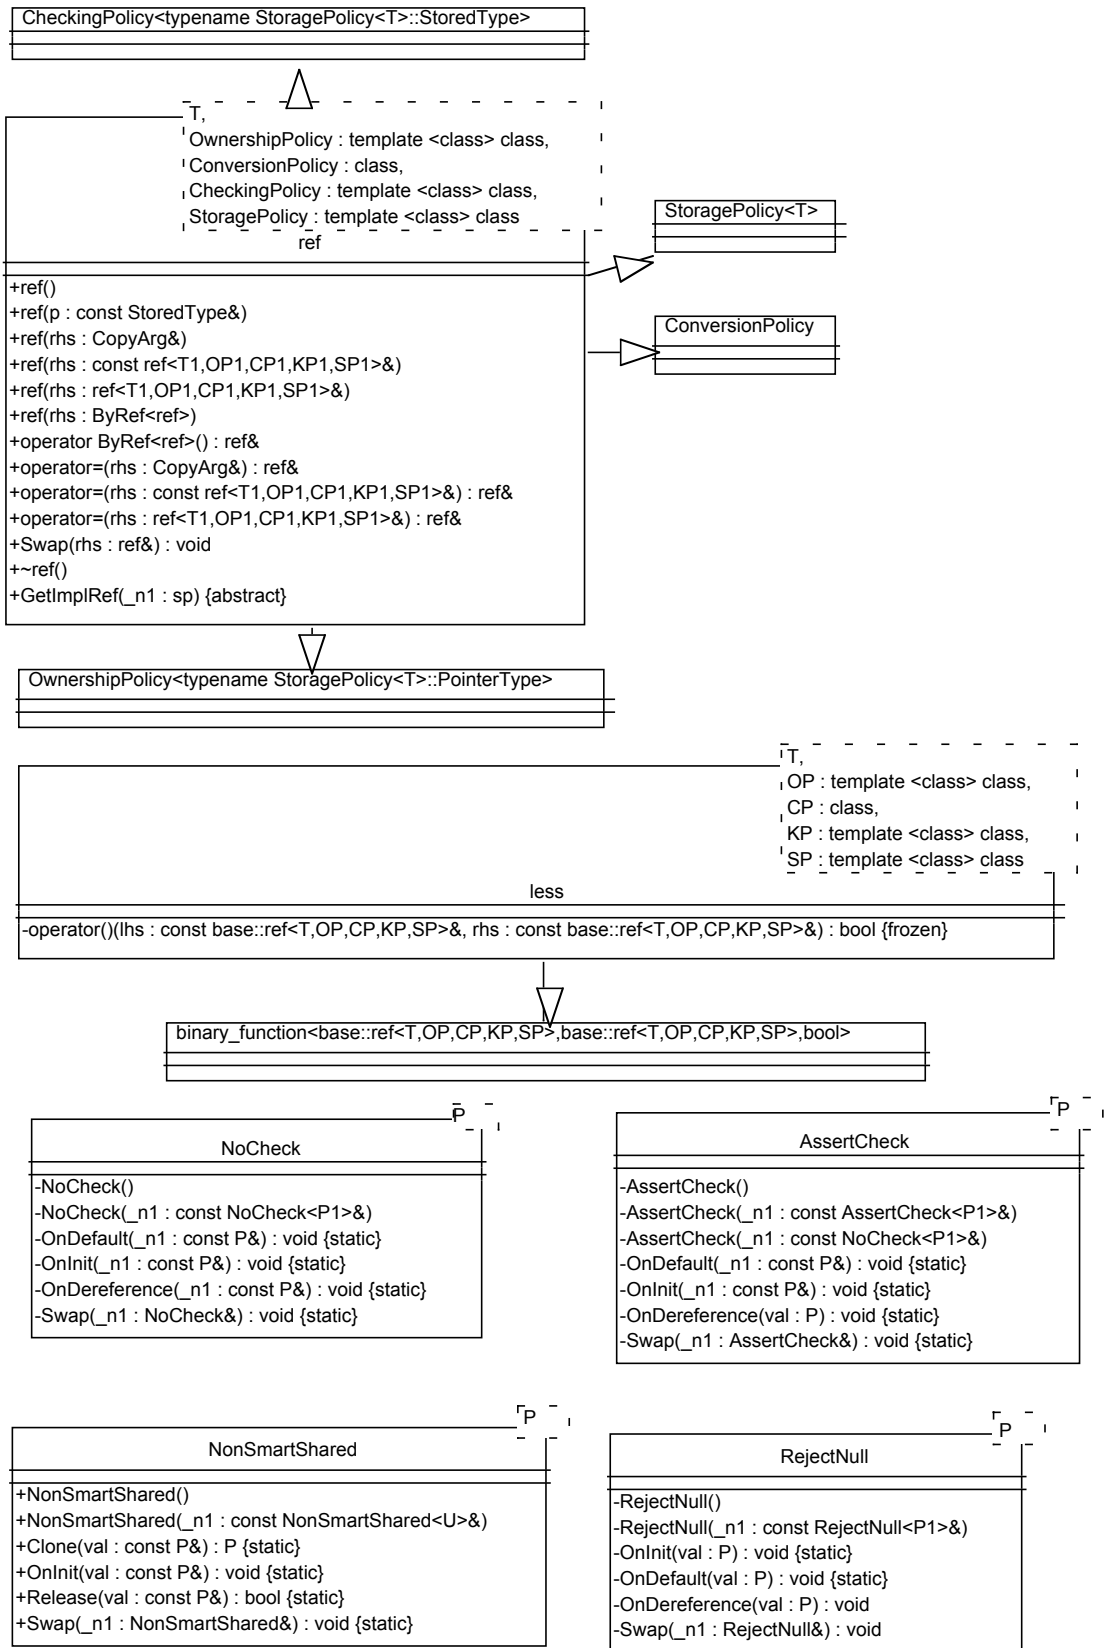 CheckingPolicy<typename StoragePolicy<T>::StoredType>
T,
OwnershipPolicy : template <class> class,
ConversionPolicy : class,
CheckingPolicy : template <class> class,
StoragePolicy : template <class> class
ref
+ref()
+ref(p : const StoredType&)
+ref(rhs : CopyArg&)
+ref(rhs : const ref<T1,OP1,CP1,KP1,SP1>&)
+ref(rhs : ref<T1,OP1,CP1,KP1,SP1>&)
+ref(rhs : ByRef<ref>)
+operator ByRef<ref>() : ref&
+operator=(rhs : CopyArg&) : ref&
+operator=(rhs : const ref<T1,OP1,CP1,KP1,SP1>&) : ref&
+operator=(rhs : ref<T1,OP1,CP1,KP1,SP1>&) : ref&
+Swap(rhs : ref&) : void
+~ref()
+GetImplRef(_n1 : sp) {abstract}
StoragePolicy<T>
ConversionPolicy
OwnershipPolicy<typename StoragePolicy<T>::PointerType>
T,
OP : template <class> class,
CP : class,
KP : template <class> class,
SP : template <class> class
less
-operator()(lhs : const base::ref<T,OP,CP,KP,SP>&, rhs : const base::ref<T,OP,CP,KP,SP>&) : bool {frozen}
binary_function<base::ref<T,OP,CP,KP,SP>,base::ref<T,OP,CP,KP,SP>,bool>
P
NoCheck
-NoCheck()
-NoCheck(_n1 : const NoCheck<P1>&)
-OnDefault(_n1 : const P&) : void {static}
-OnInit(_n1 : const P&) : void {static}
-OnDereference(_n1 : const P&) : void {static}
-Swap(_n1 : NoCheck&) : void {static}
P
AssertCheck
-AssertCheck()
-AssertCheck(_n1 : const AssertCheck<P1>&)
-AssertCheck(_n1 : const NoCheck<P1>&)
-OnDefault(_n1 : const P&) : void {static}
-OnInit(_n1 : const P&) : void {static}
-OnDereference(val : P) : void {static}
-Swap(_n1 : AssertCheck&) : void {static}
P
NonSmartShared
+NonSmartShared()
+NonSmartShared(_n1 : const NonSmartShared<U>&)
+Clone(val : const P&) : P {static}
+OnInit(val : const P&) : void {static}
+Release(val : const P&) : bool {static}
+Swap(_n1 : NonSmartShared&) : void {static}
P
RejectNull
-RejectNull()
-RejectNull(_n1 : const RejectNull<P1>&)
-OnInit(val : P) : void {static}
-OnDefault(val : P) : void {static}
-OnDereference(val : P) : void
-Swap(_n1 : RejectNull&) : void